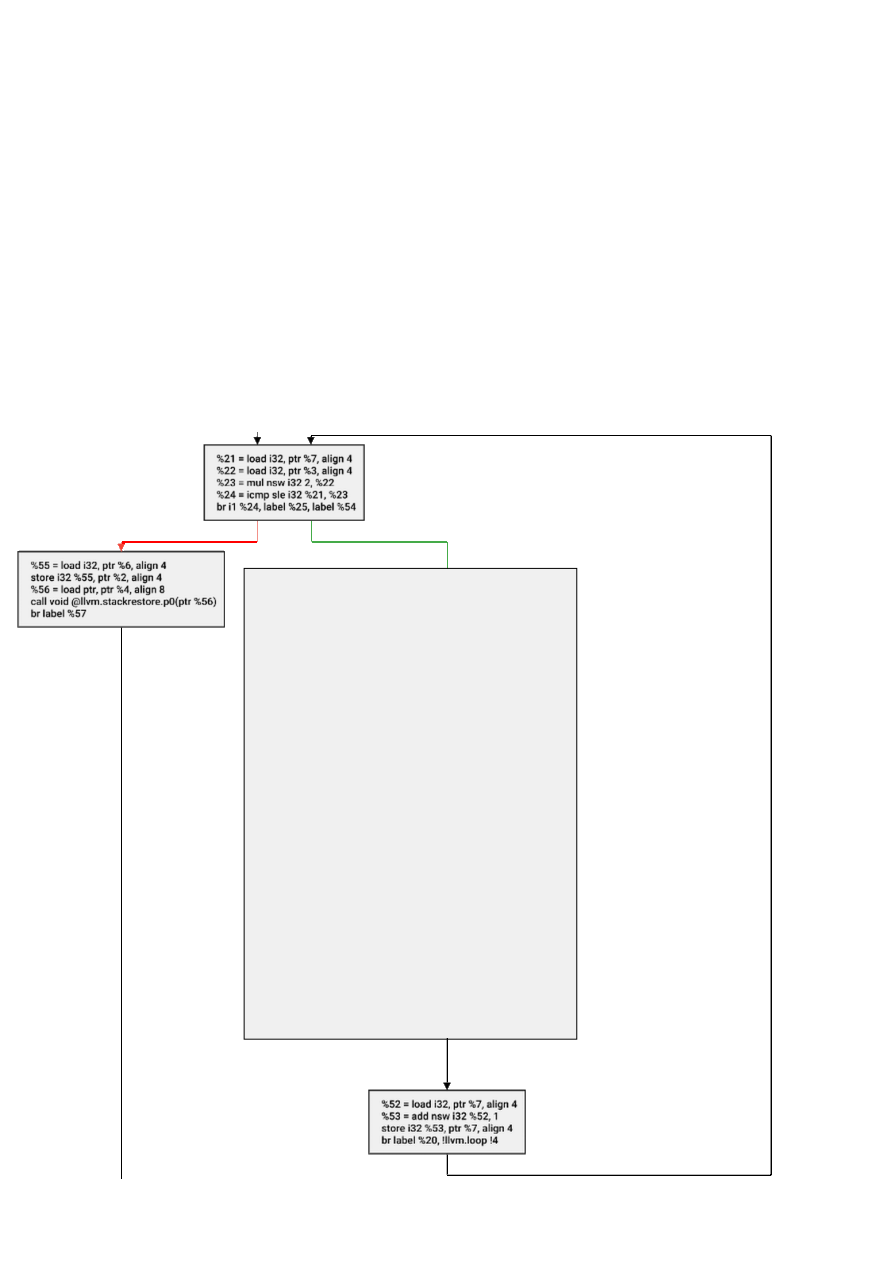 %21 = load i32, ptr %7, align 4
%22 = load i32, ptr %3, align 4
%23 = mul nsw i32 2, %22
%24 = icmp sle i32 %21, %23
br i1 %24, label %25, label %54
%55 = load i32, ptr %6, align 4
store i32 %55, ptr %2, align 4
%56 = load ptr, ptr %4, align 8
call void @llvm.stackrestore.p0(ptr %56)
br label %57
%52 = load i32, ptr %7, align 4
%53 = add nsw i32 %52, 1
store i32 %53, ptr %7, align 4
br label %20, !llvm.loop !4